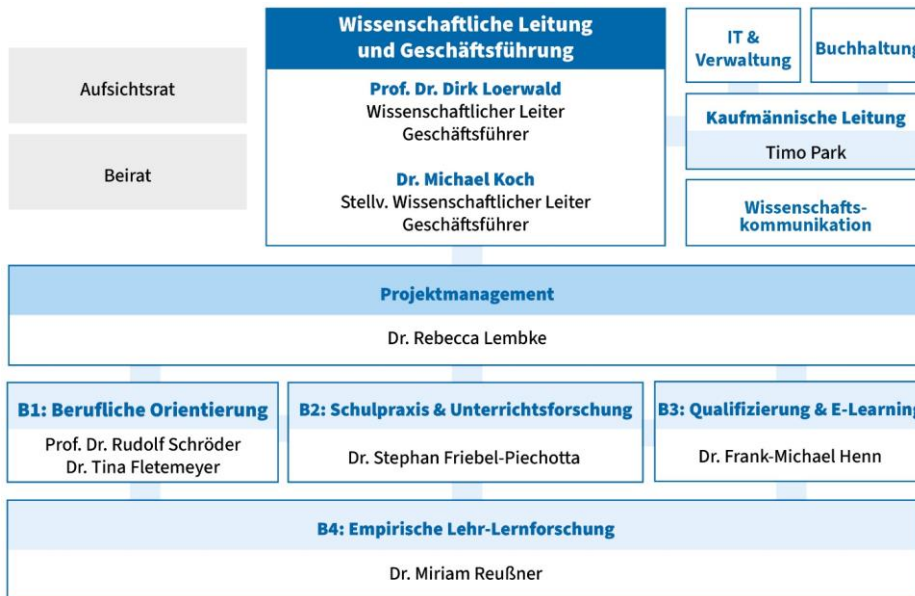 Aufsichtsrat
Beirat
Wissenschaftliche Leitung
und Geschäftsführung
Prof. Dr. Dirk Loerwald
Wissenschaftlicher Leiter
Geschäftsführer
Dr. Michael Koch
Stellv. Wissenschaftlicher Leiter
Geschäftsführer
IT &
Verwaltung
Buchhaltung
Kaufmännische Leitung
Timo Park
Wissenschafts-
kommunikation
Projektmanagement
Dr. Rebecca Lembke
B1: Berufliche Orientierung
Prof. Dr. Rudolf Schröder
Dr. Tina Fletemeyer
B2: Schulpraxis & Unterrichtsforschung
Dr. Stephan Friebel-Piechotta
B3: Qualifizierung & E-Learning
Dr. Frank-Michael Henn
B4: Empirische Lehr-Lernforschung
Dr. Miriam Reußner